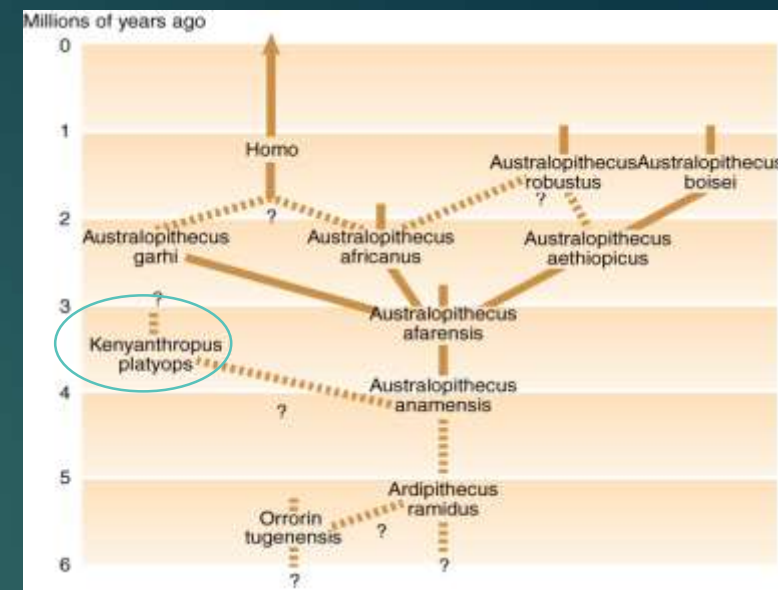 Millions of years ago
0
1
Homo
Australopithecus
robustus
Australopithecus
boisei
?
2
?
Australopithecus
garhi
Australopithecus
africanus
Australopithecus
aethiopicus
3
?
Australopithecus
afarensis
Kenyanthropus
platyops
4
Australopithecus
anamensis
?
5
Ardipithecus
ramidus
Orrorin
tugenensis
?
6
?
?